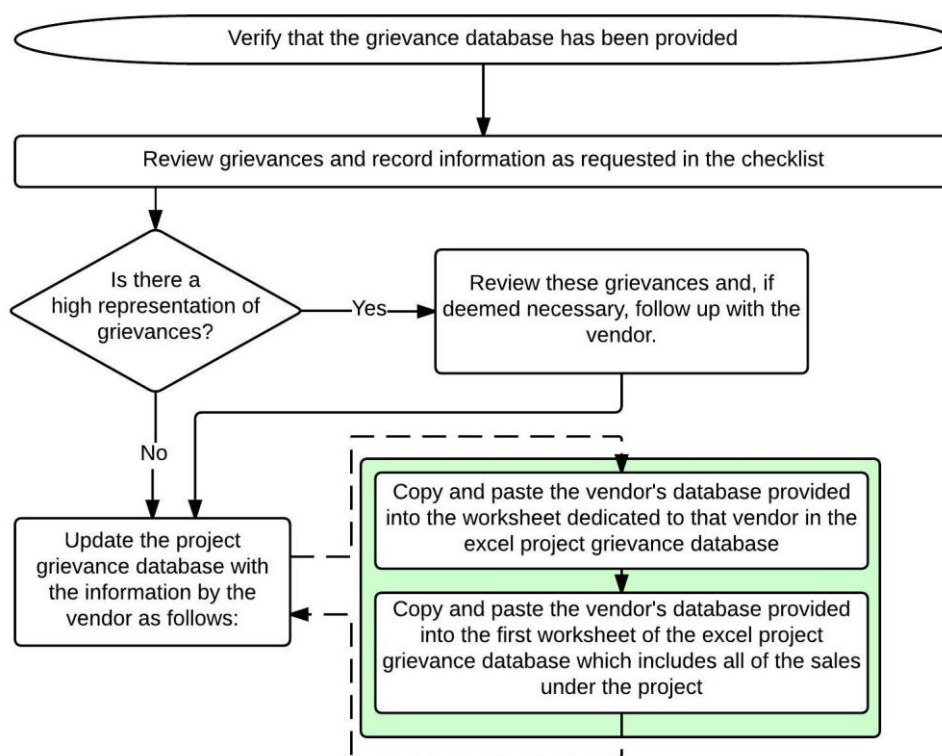 Verify that the grievance database has been provided
Review grievances and record information as requested in the checklist
Is there a
high representation of
grievances?
Yes
Review these grievances and, if
deemed necessary, follow up with the
vendor.
No
Copy and paste the vendor's database provided
into the worksheet dedicated to that vendor in the
excel project grievance database
Update the project
grievance database with
the information by the
vendor as follows:
Copy and paste the vendor's database provided
into the first worksheet of the excel project
grievance database which includes all of the sales
under the project